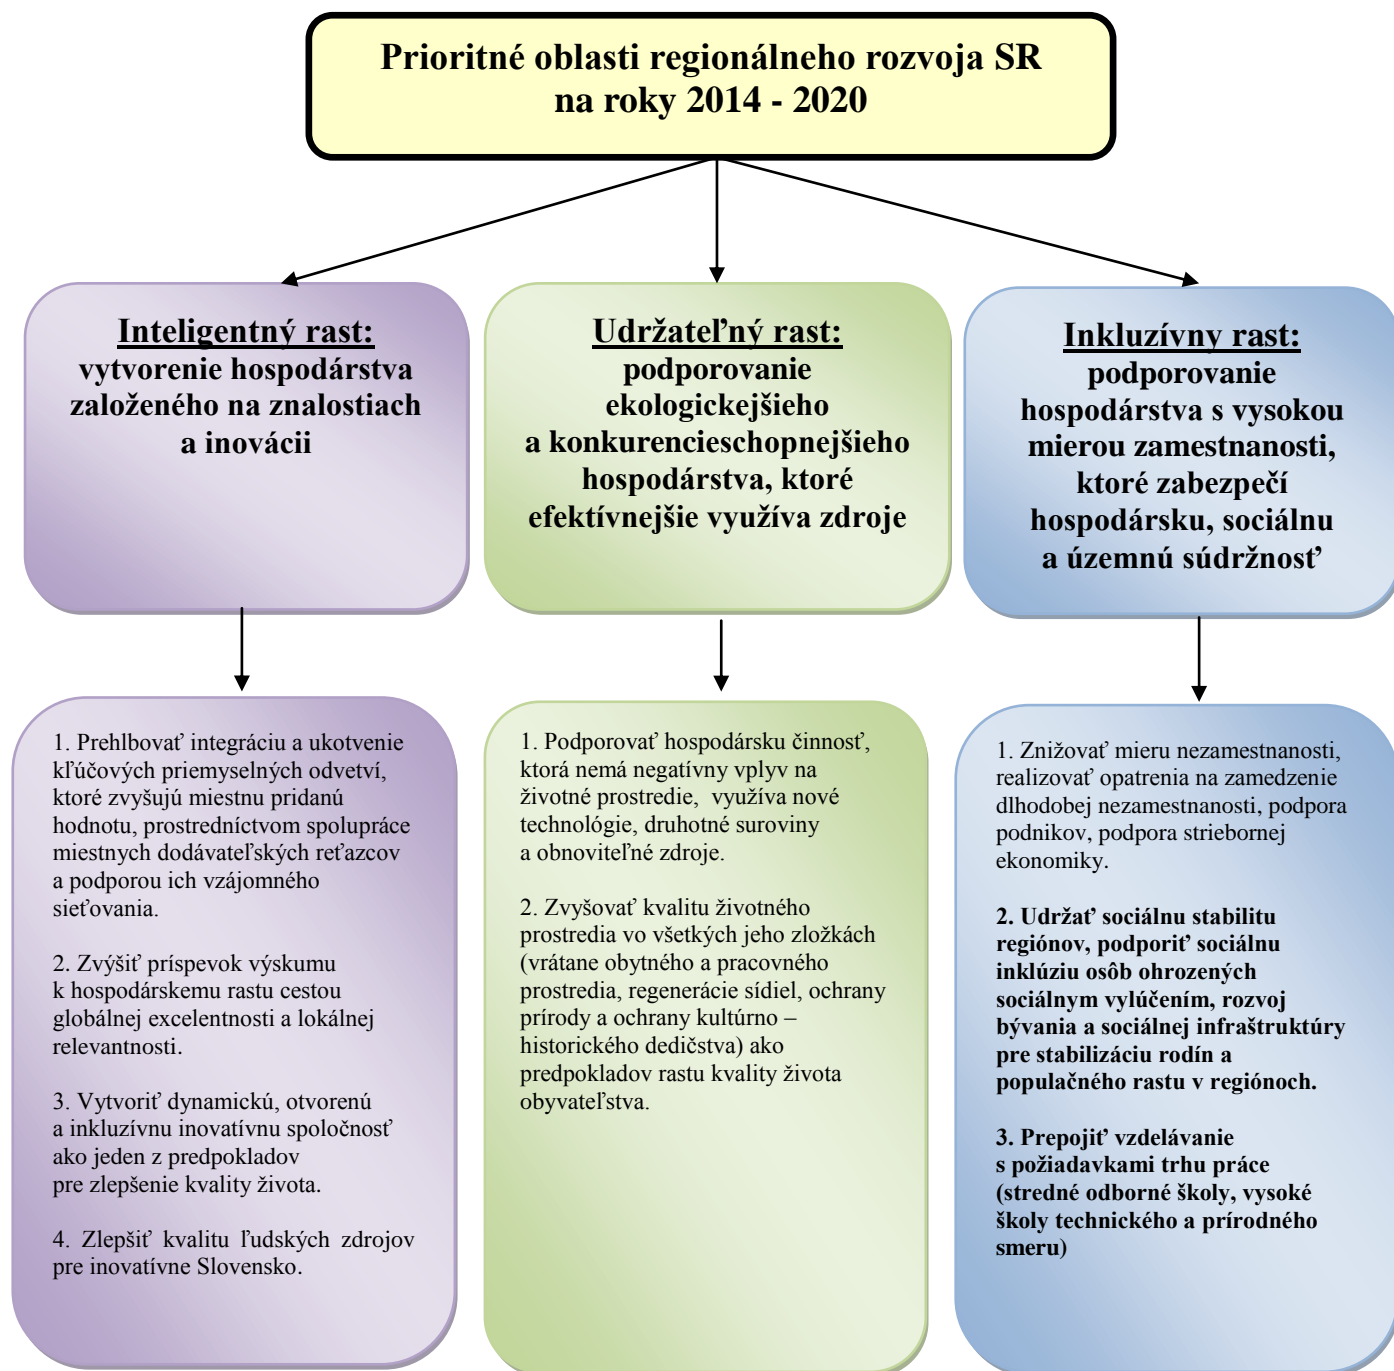 Prioritné oblasti regionálneho rozvoja SR
na roky 2014 - 2020
Inteligentný rast:
vytvorenie hospodárstva
založeného na znalostiach
a inovácii
Udržateľný rast:
podporovanie
ekologickejšieho
a konkurencieschopnejšieho
hospodárstva, ktoré
efektívnejšie využíva zdroje
Inkluzívny rast:
podporovanie
hospodárstva s vysokou
mierou zamestnanosti,
ktoré zabezpečí
hospodársku, sociálnu
a územnú súdržnosť
1. Prehlbovať integráciu a ukotvenie
kľúčových priemyselných odvetví,
ktoré zvyšujú miestnu pridanú
hodnotu, prostredníctvom spolupráce
miestnych dodávateľských reťazcov
a podporou ich vzájomného
sieťovania.
2. Zvýšiť príspevok výskumu
k hospodárskemu rastu cestou
globálnej excelentnosti a lokálnej
relevantnosti.
3. Vytvoriť dynamickú, otvorenú
a inkluzívnu inovatívnu spoločnosť
ako jeden z predpokladov
pre zlepšenie kvality života.
4. Zlepšiť kvalitu ľudských zdrojov
pre inovatívne Slovensko.
1. Podporovať hospodársku činnosť,
ktorá nemá negatívny vplyv na
životné prostredie, využíva nové
technológie, druhotné suroviny
a obnoviteľné zdroje.
2. Zvyšovať kvalitu životného
prostredia vo všetkých jeho zložkách
(vrátane obytného a pracovného
prostredia, regenerácie sídiel, ochrany
prírody a ochrany kultúrno –
historického dedičstva) ako
predpokladov rastu kvality života
obyvateľstva.
1. Znižovať mieru nezamestnanosti,
realizovať opatrenia na zamedzenie
dlhodobej nezamestnanosti, podpora
podnikov, podpora striebornej
ekonomiky.
2. Udržať sociálnu stabilitu
regiónov, podporiť sociálnu
inklúziu osôb ohrozených
sociálnym vylúčením, rozvoj
bývania a sociálnej infraštruktúry
pre stabilizáciu rodín a
populačného rastu v regiónoch.
3. Prepojiť vzdelávanie
s požiadavkami trhu práce
(stredné odborné školy, vysoké
školy technického a prírodného
smeru)